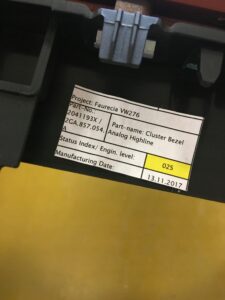 Project: Faurecia VW276
Part-No.:
2041193X /
2GA.857.054.
A
Part-name: Cluster Bezel
Analog Highline
Status Index / Engin. level:
025
Manufacturing Date
13.11.2017